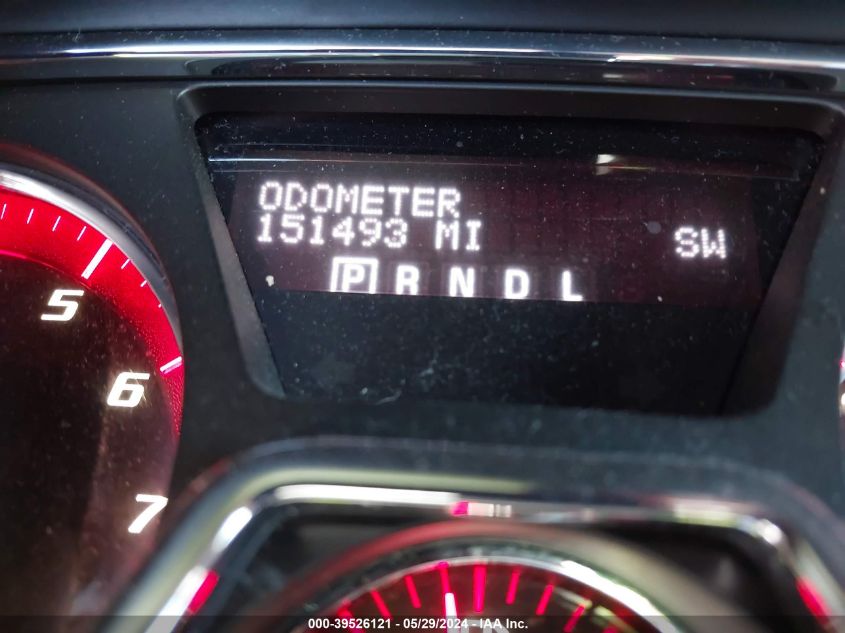 ODOMETER
151493 MI SW
P R N D L
5
6
7
000-39526121 - 05/29/2024 - IAA Inc.